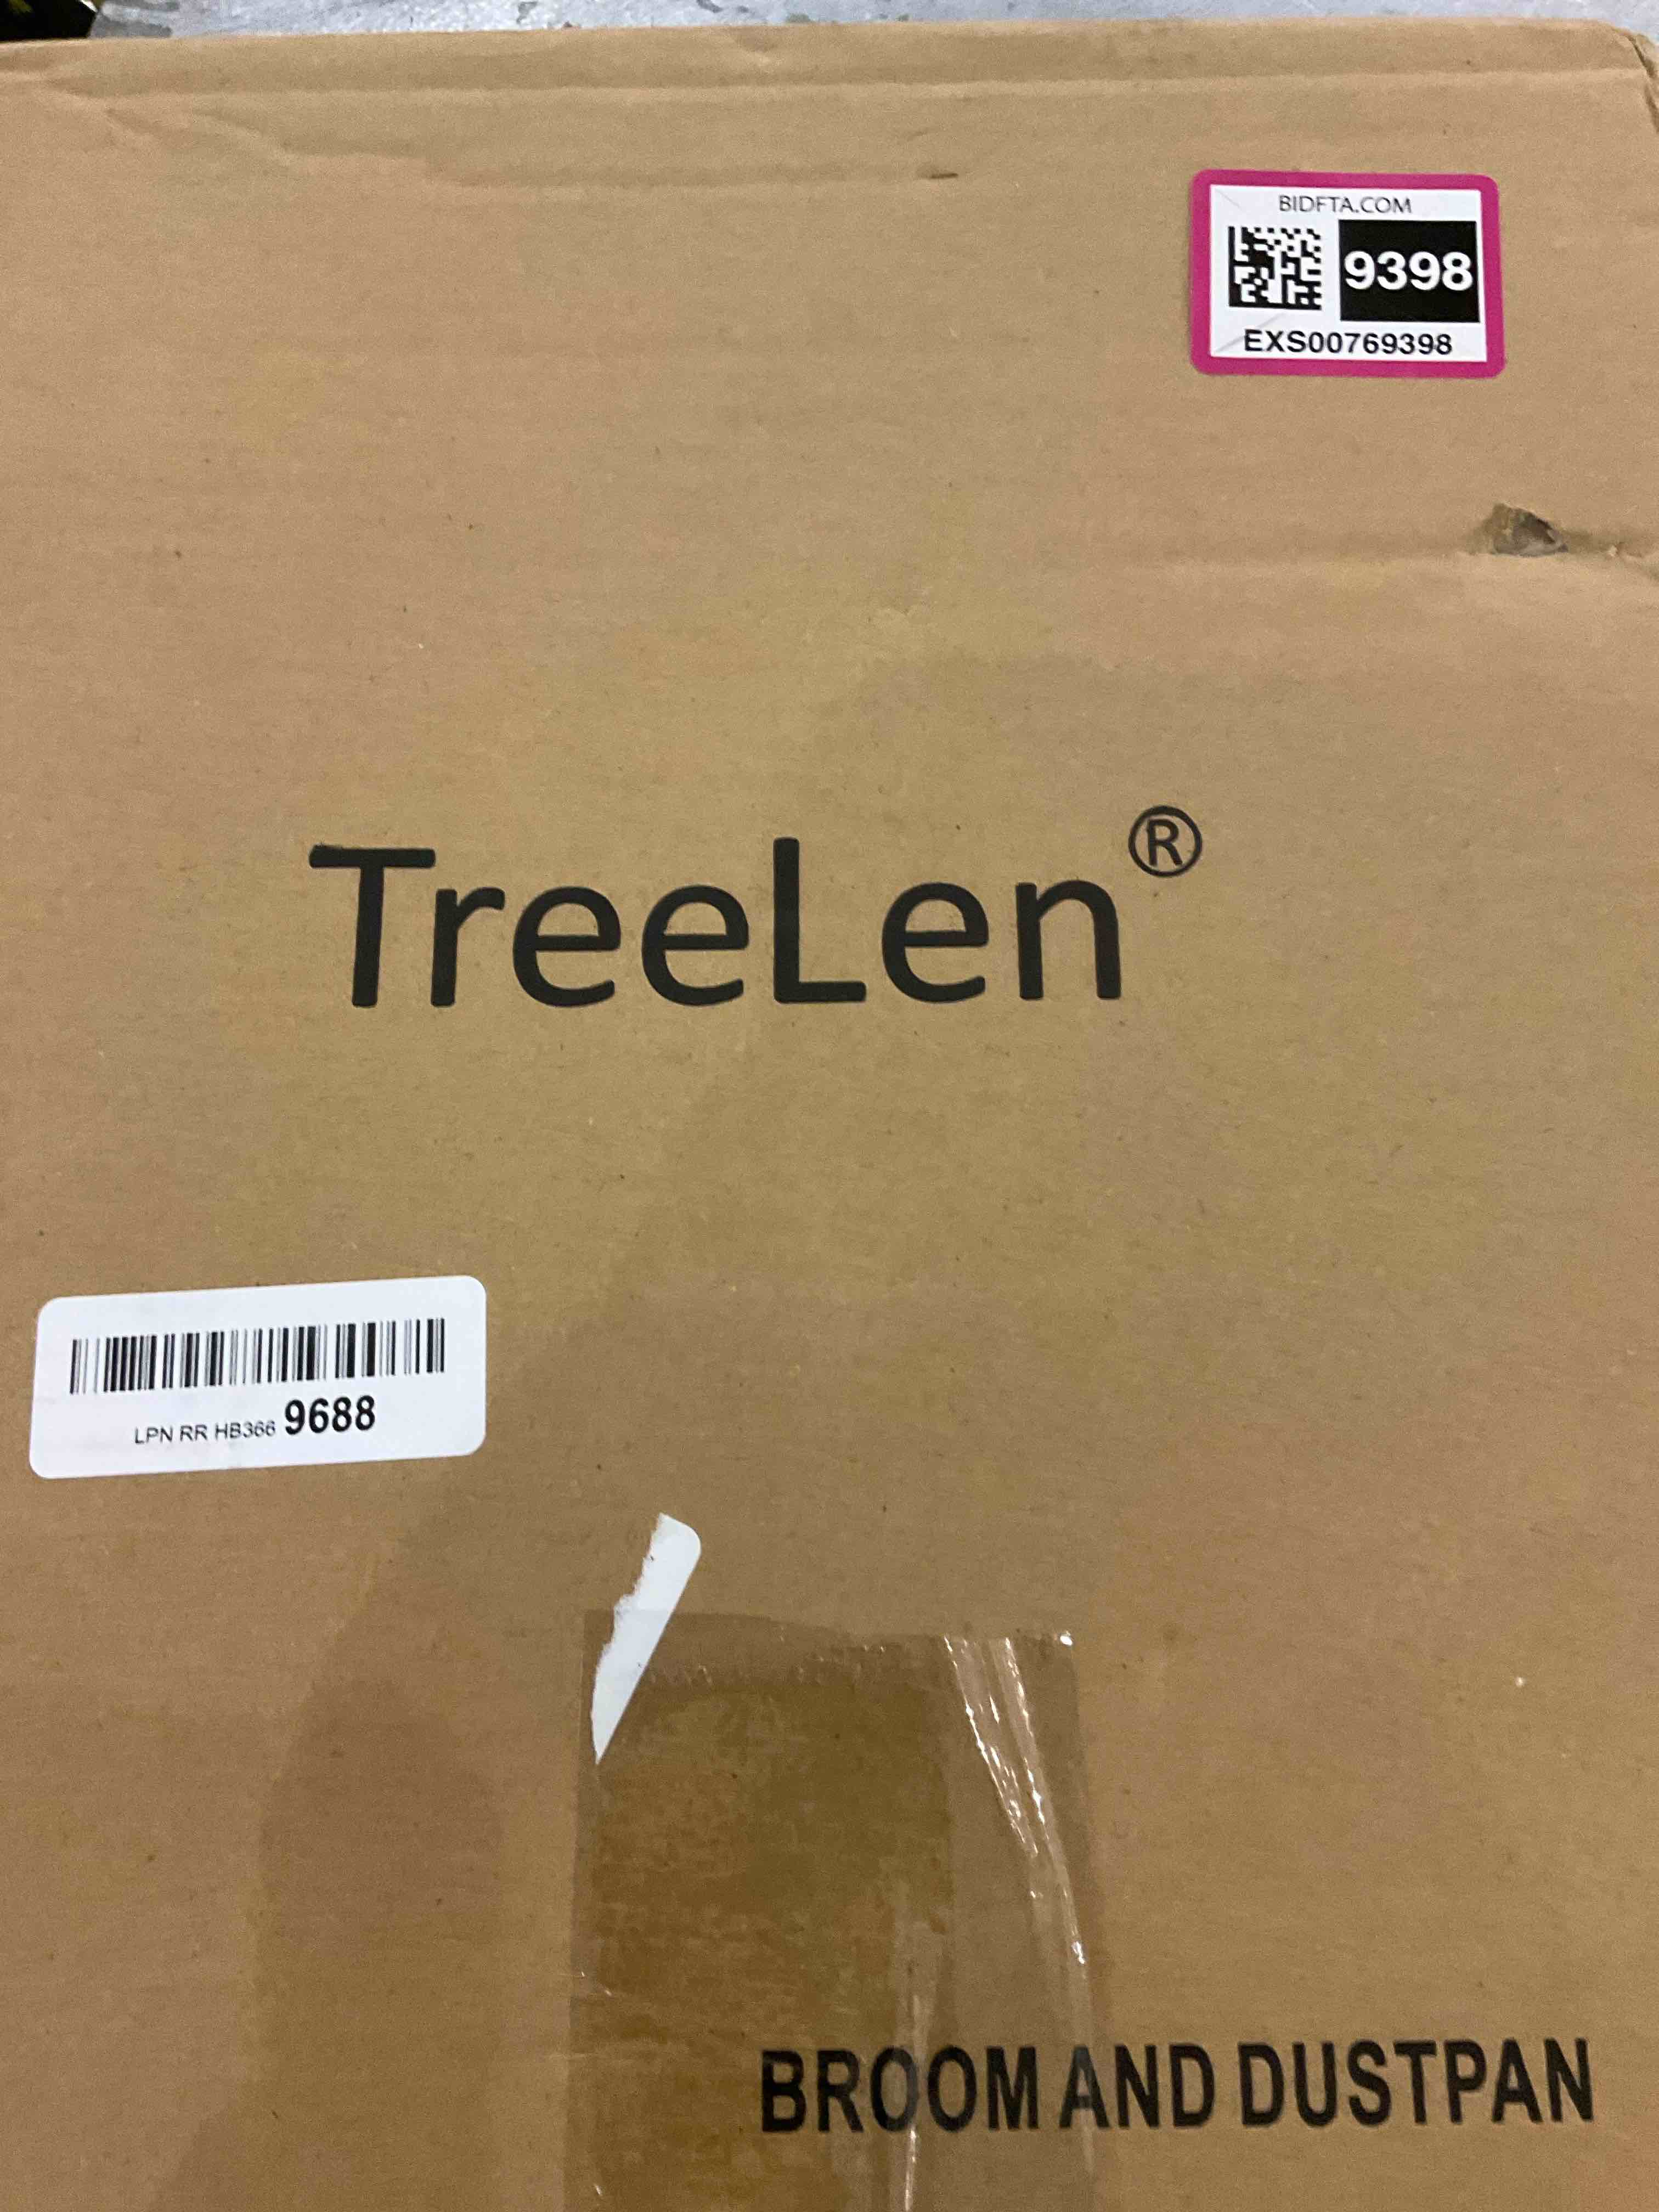 BIDFTA.COM
9398
EXS00769398
TreeLen®
LPN RR HB366 9688
BROOM AND DUSTPAN